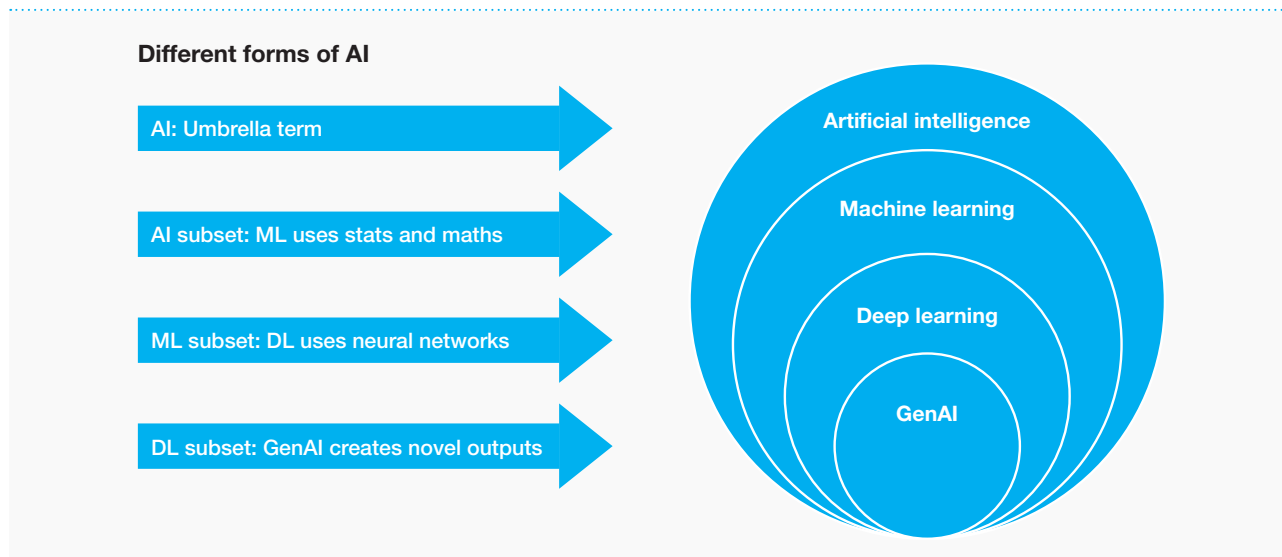 Different forms of AI
AI: Umbrella term
AI subset: ML uses stats and maths
ML subset: DL uses neural networks
DL subset: GenAI creates novel outputs
Artificial intelligence
Machine learning
Deep learning
GenAI